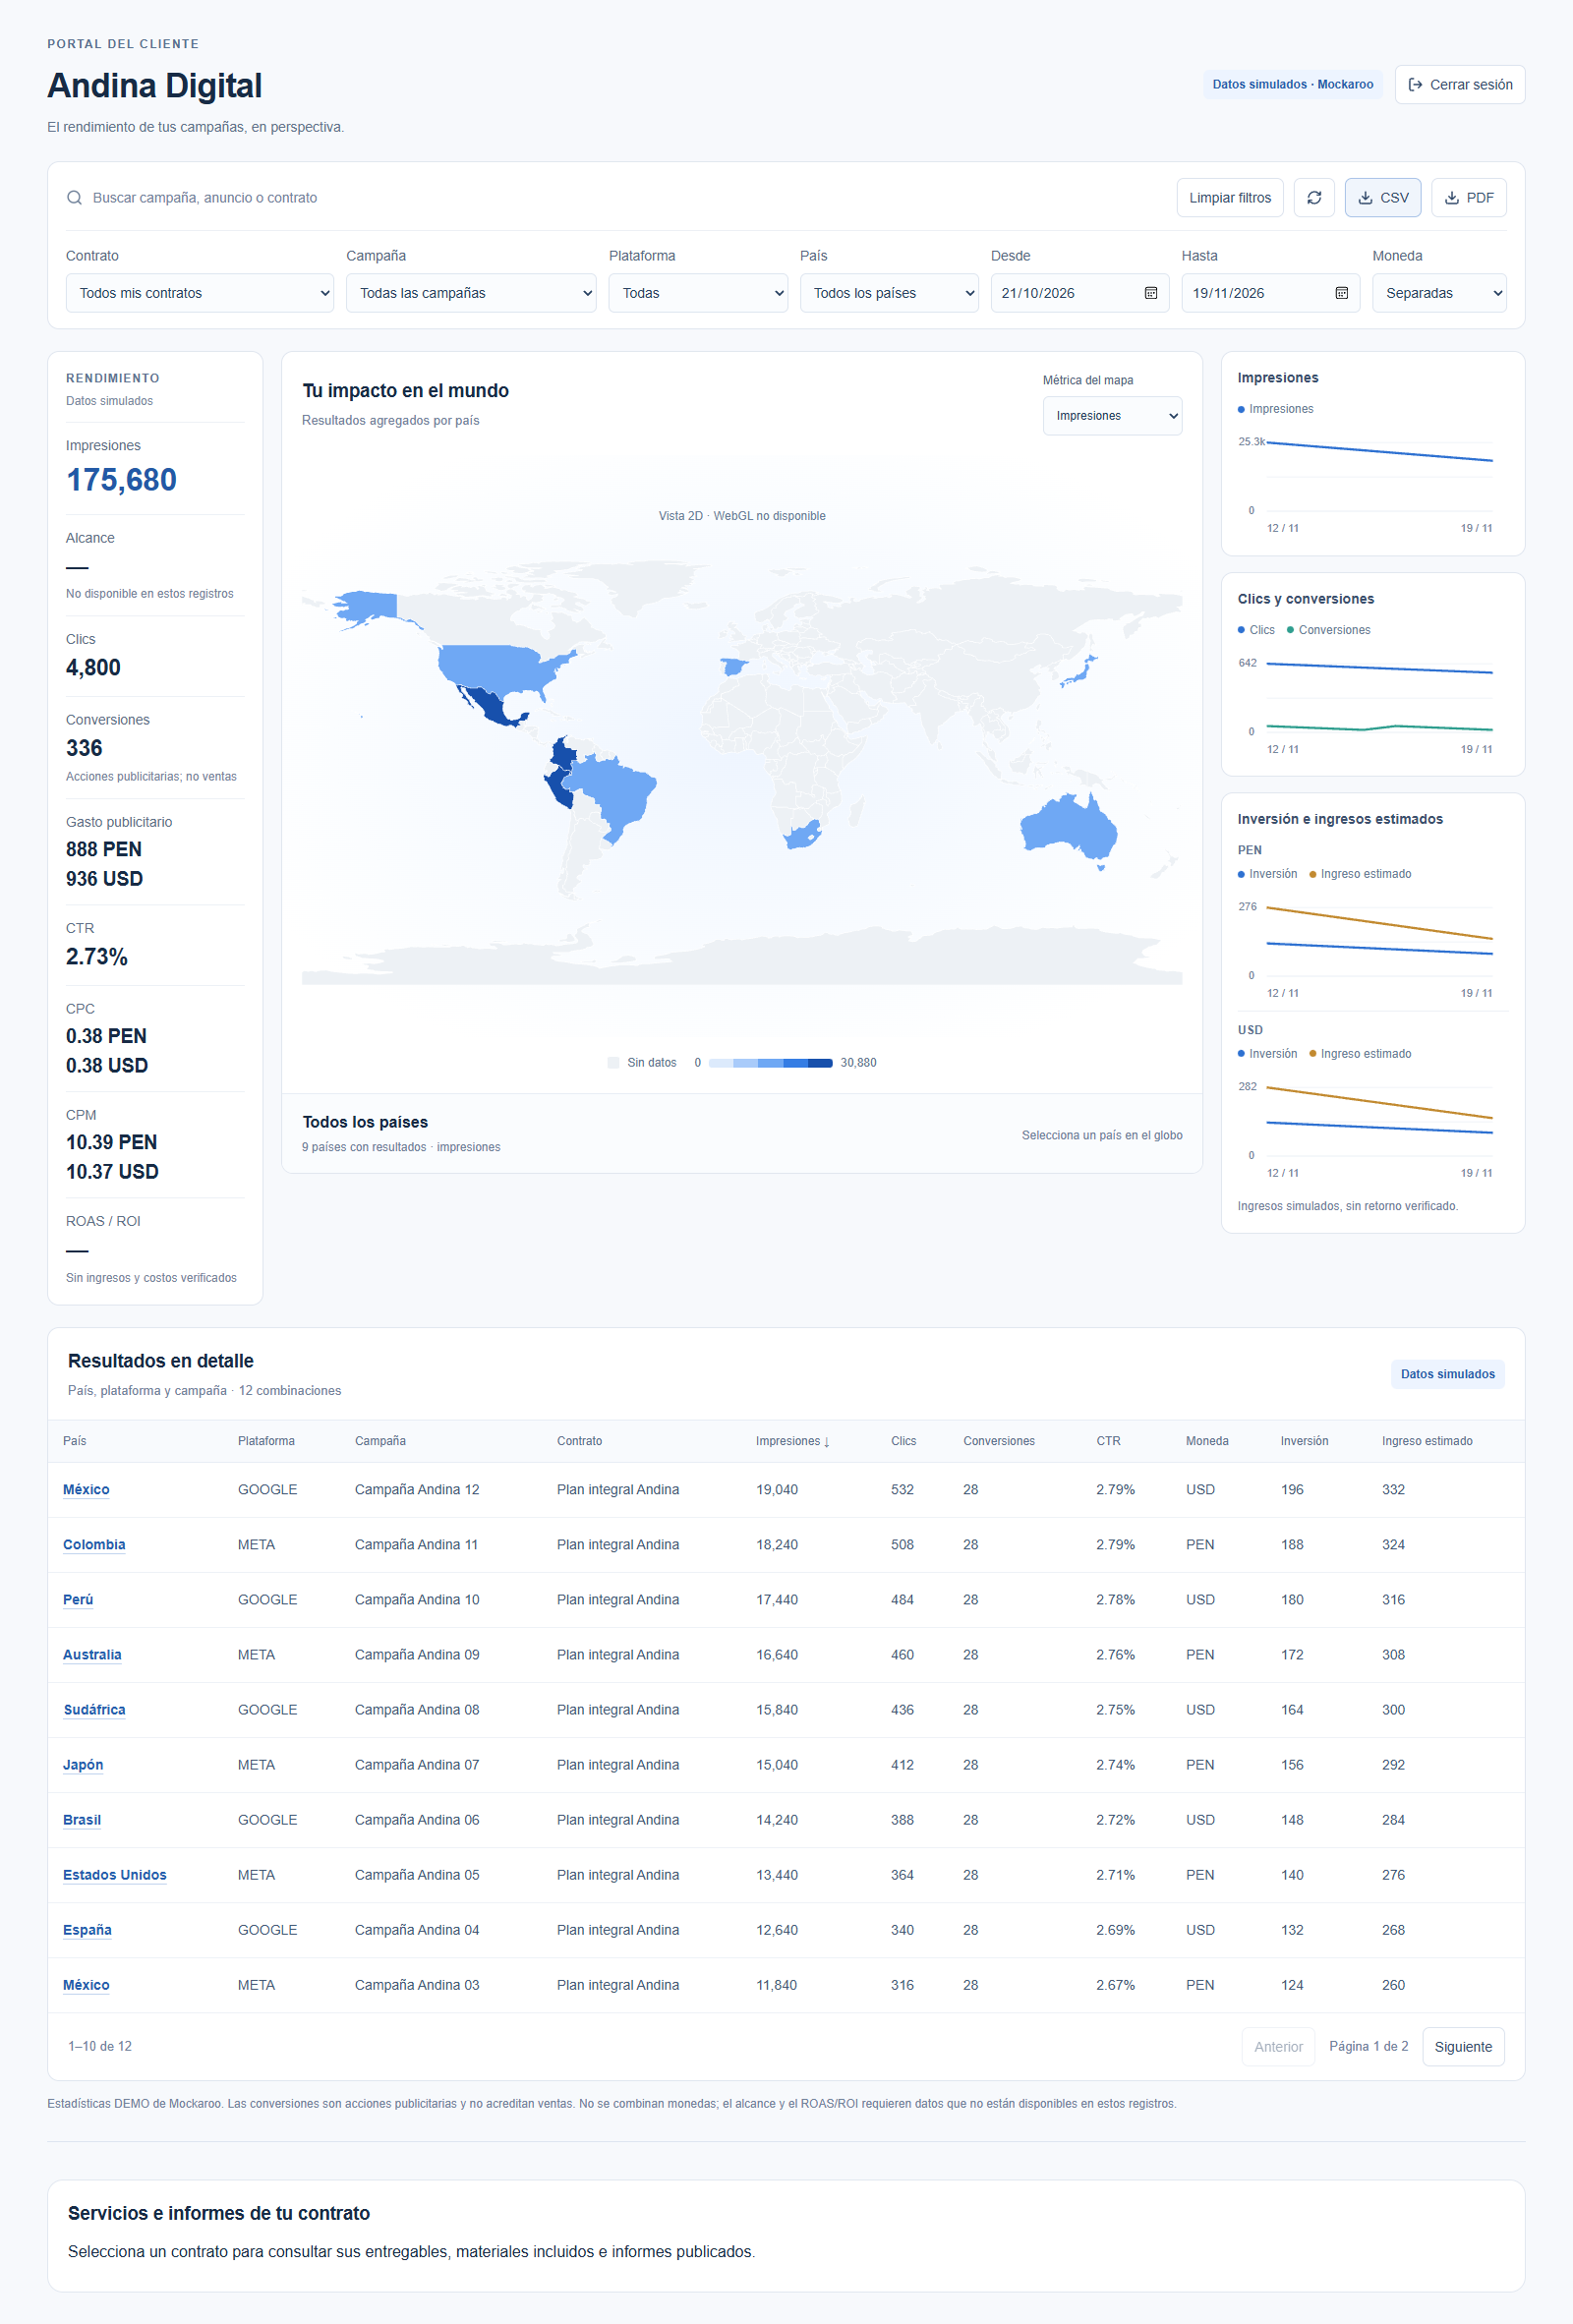 PORTAL DEL CLIENTE
Andina Digital
El rendimiento de tus campañas, en perspectiva.
Datos simulados · Mockaroo
Cerrar sesión
Buscar campaña, anuncio o contrato
Limpiar filtros
CSV
PDF
Contrato Campaña Plataforma País Desde Hasta Moneda
Todos mis contratos Todas las campañas Todas Todos los países 21/10/2026 19/11/2026 Separadas
RENDIMIENTO
Datos simulados
Impresiones
175,680
Alcance
—
No disponible en estos registros
Clics
4,800
Conversiones
336
Acciones publicitarias; no ventas
Gasto publicitario
888 PEN
936 USD
CTR
2.73%
CPC
0.38 PEN
0.38 USD
CPM
10.39 PEN
10.37 USD
ROAS / ROI
—
Sin ingresos y costos verificados
Tu impacto en el mundo
Resultados agregados por país
Métrica del mapa
Impresiones
Vista 2D · WebGL no disponible
Sin datos 0 30,880
Todos los países
9 países con resultados · impresiones
Selecciona un país en el globo
Impresiones
Impresiones
25.3k
0
12 / 11 19 / 11
Clics y conversiones
Clics Conversiones
642
0
12 / 11 19 / 11
Inversión e ingresos estimados
PEN
Inversión Ingreso estimado
276
0
12 / 11 19 / 11
USD
Inversión Ingreso estimado
282
0
12 / 11 19 / 11
Ingresos simulados, sin retorno verificado.
Resultados en detalle
País, plataforma y campaña · 12 combinaciones
Datos simulados
País Plataforma Campaña Contrato Impresiones ↓ Clics Conversiones CTR Moneda Inversión Ingreso estimado
México GOOGLE Campaña Andina 12 Plan integral Andina 19,040 532 28 2.79% USD 196 332
Colombia META Campaña Andina 11 Plan integral Andina 18,240 508 28 2.79% PEN 188 324
Perú GOOGLE Campaña Andina 10 Plan integral Andina 17,440 484 28 2.78% USD 180 316
Australia META Campaña Andina 09 Plan integral Andina 16,640 460 28 2.76% PEN 172 308
Sudáfrica GOOGLE Campaña Andina 08 Plan integral Andina 15,840 436 28 2.75% USD 164 300
Japón META Campaña Andina 07 Plan integral Andina 15,040 412 28 2.74% PEN 156 292
Brasil GOOGLE Campaña Andina 06 Plan integral Andina 14,240 388 28 2.72% USD 148 284
Estados Unidos META Campaña Andina 05 Plan integral Andina 13,440 364 28 2.71% PEN 140 276
España GOOGLE Campaña Andina 04 Plan integral Andina 12,640 340 28 2.69% USD 132 268
México META Campaña Andina 03 Plan integral Andina 11,840 316 28 2.67% PEN 124 260
1–10 de 12
Anterior Página 1 de 2 Siguiente
Estadísticas DEMO de Mockaroo. Las conversiones son acciones publicitarias y no acreditan ventas. No se combinan monedas; el alcance y el ROAS/ROI requieren datos que no están disponibles en estos registros.
Servicios e informes de tu contrato
Selecciona un contrato para consultar sus entregables, materiales incluidos e informes publicados.